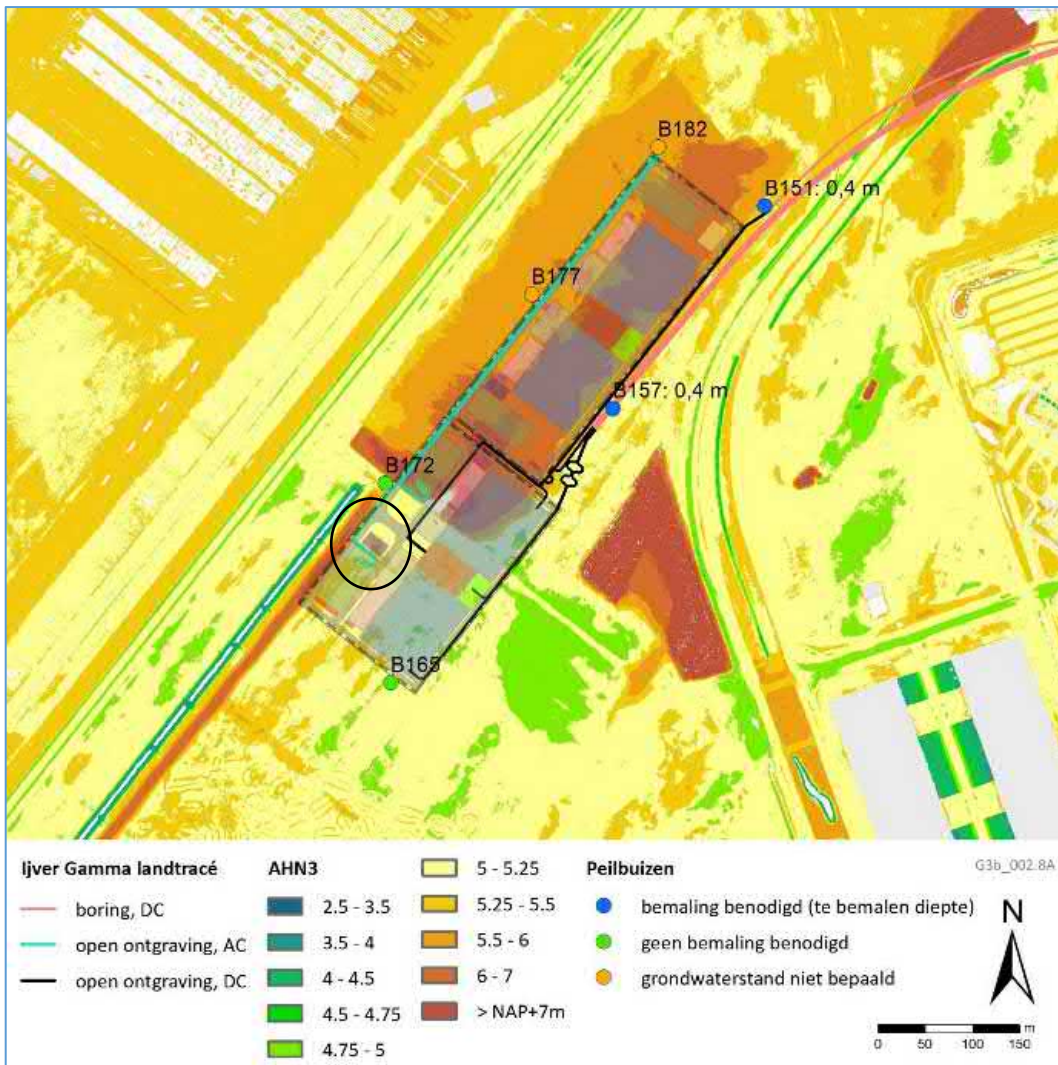 B182
B151: 0,4 m
B177
B157: 0,4 m
B172
B165
Ijver Gamma landtracé
boring, DC
open ontgraving, AC
open ontgraving, DC
AHN3
2.5 - 3.5
3.5 - 4
4 - 4.5
4.5 - 4.75
4.75 - 5
5 - 5.25
5.25 - 5.5
5.5 - 6
6 - 7
> NAP+7m
Peilbuizen
bemaling benodigd (te bemalen diepte)
geen bemaling benodigd
grondwaterstand niet bepaald
G3b_002.8A
N
m
0 50 100 150